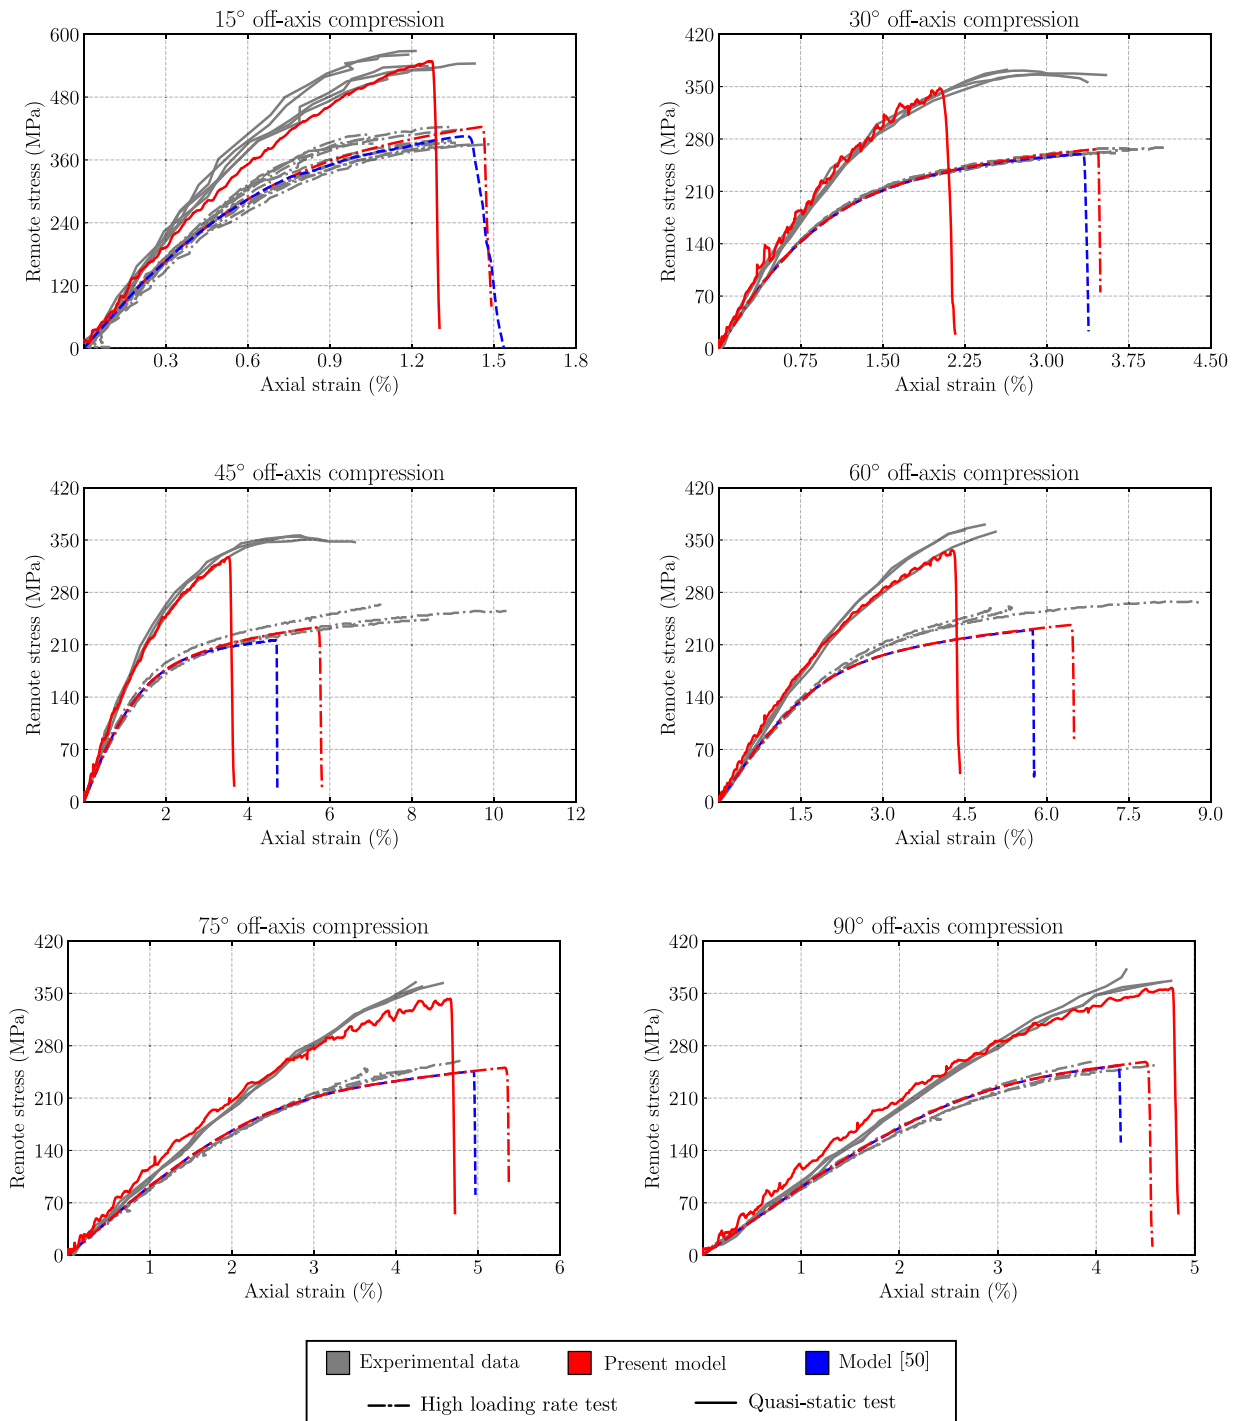 15° off-axis compression
600
480
360
240
120
0
0.3 0.6 0.9 1.2 1.5 1.8
Remote stress (MPa)
Axial strain (%)
30° off-axis compression
420
350
280
210
140
70
0
0.75 1.50 2.25 3.00 3.75 4.50
Remote stress (MPa)
Axial strain (%)
45° off-axis compression
420
350
280
210
140
70
0
2 4 6 8 10 12
Remote stress (MPa)
Axial strain (%)
60° off-axis compression
420
350
280
210
140
70
0
1.5 3.0 4.5 6.0 7.5 9.0
Remote stress (MPa)
Axial strain (%)
75° off-axis compression
420
350
280
210
140
70
0
1 2 3 4 5 6
Remote stress (MPa)
Axial strain (%)
90° off-axis compression
420
350
280
210
140
70
0
1 2 3 4 5
Remote stress (MPa)
Axial strain (%)
Experimental data Present model Model [50]
High loading rate test Quasi-static test